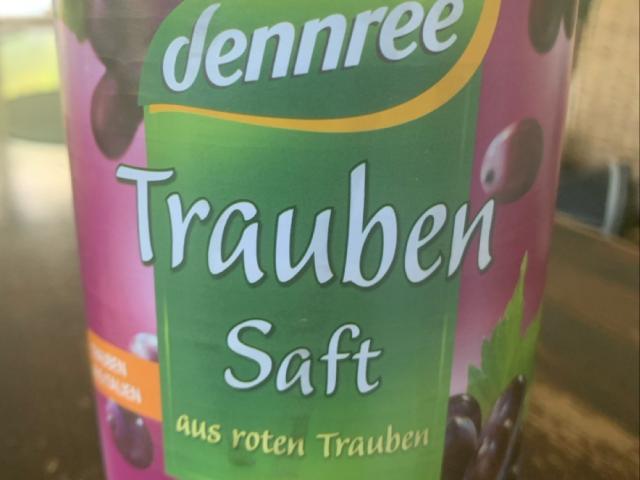 dennree
Trauben
Saft
aus roten Trauben